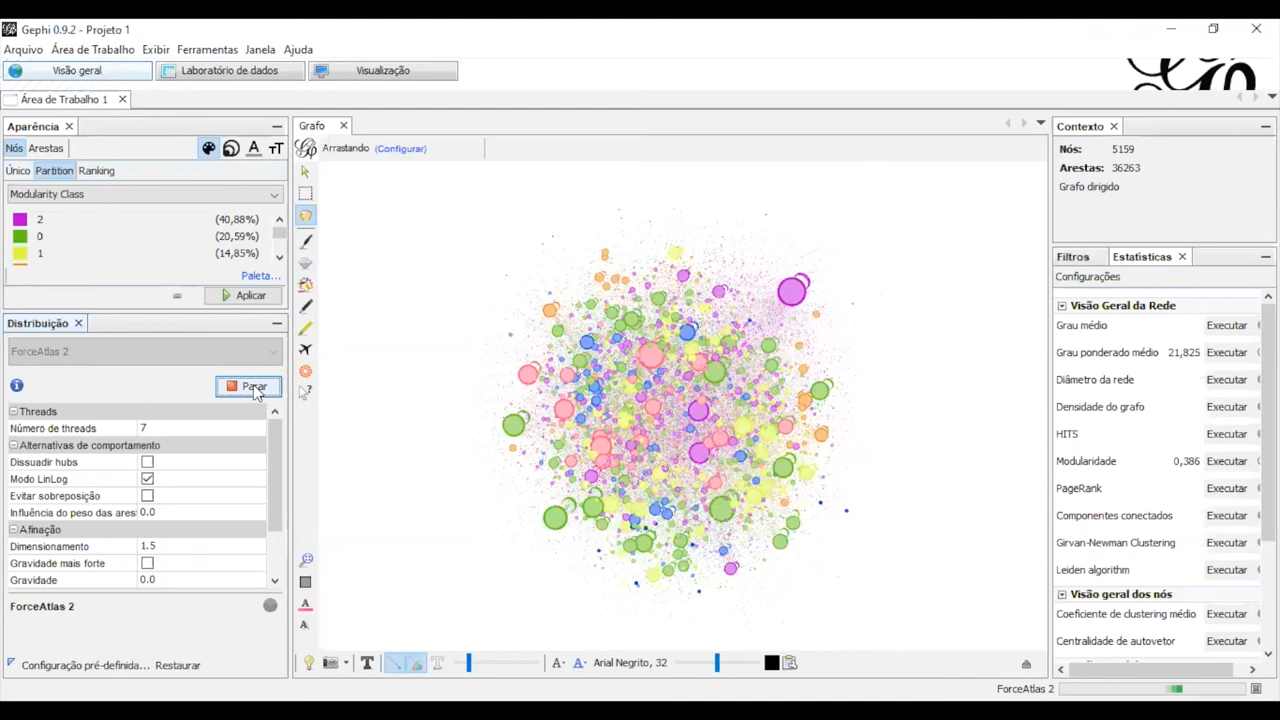 Gephi 0.9.2 - Projeto 1
Arquivo Área de Trabalho Exibir Ferramentas Janela Ajuda
Visão geral Laboratório de dados Visualização
Área de Trabalho 1
Aparência
Nós Arestas
Único Partition Ranking
Modularity Class
2 (40,88%)
0 (20,59%)
1 (14,85%)
Paleta...
Aplicar
Distribuição
ForceAtlas 2
Parar
Threads
Número de threads 7
Alternativas de comportamento
Dissuadir hubs
Modo LinLog
Evitar sobreposição
Influência do peso das ares 0.0
Afinação
Dimensionamento 1.5
Gravidade mais forte
Gravidade 0.0
ForceAtlas 2
Configuração pré-definida... Restaurar
Grafo
Arrastando (Configurar)
Arial Negrito, 32
Contexto
Nós: 5159
Arestas: 36263
Grafo dirigido
Filtros Estatísticas
Configurações
Visão Geral da Rede
Grau médio Executar
Grau ponderado médio 21,825 Executar
Diâmetro da rede Executar
Densidade do grafo Executar
HITS Executar
Modularidade 0,386 Executar
PageRank Executar
Componentes conectados Executar
Girvan-Newman Clustering Executar
Leiden algorithm Executar
Visão geral dos nós
Coeficiente de clustering médio Executar
Centralidade de autovetor Executar
ForceAtlas 2